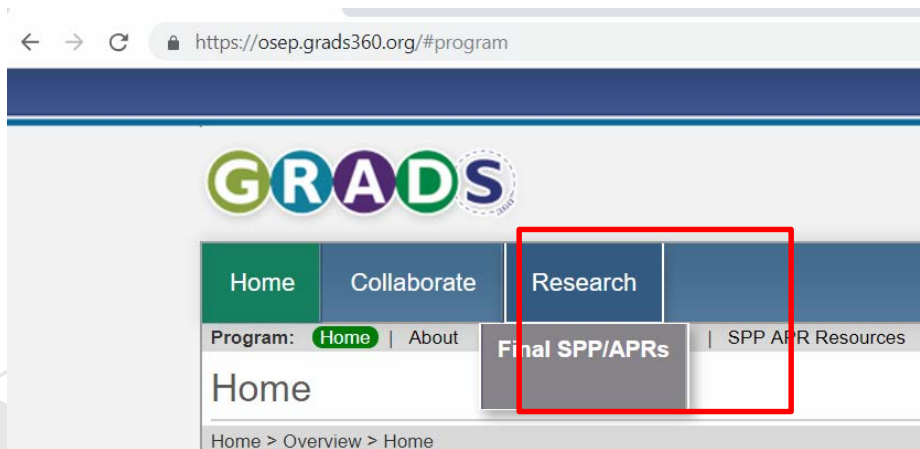 https://osep.grads360.org/#program
GRADS
360
Home Collaborate Research
Program: Home | About | SPP APR Resources
Final SPP/APRs
Home
Home > Overview > Home